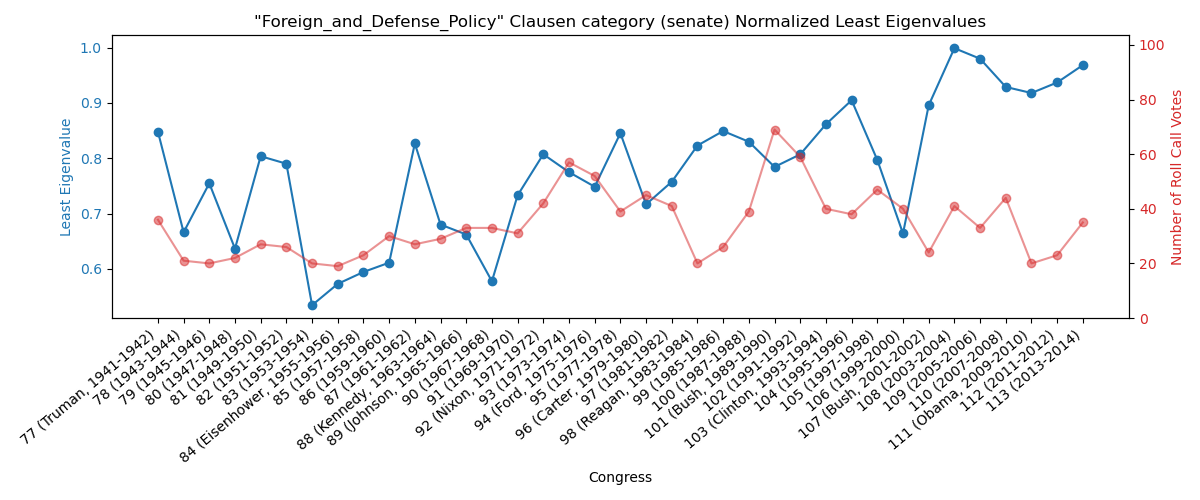 "Foreign_and_Defense_Policy" Clausen category (senate) Normalized Least Eigenvalues
1.0
0.9
0.8
0.7
0.6
Least Eigenvalue
100
80
60
40
20
0
Number of Roll Call Votes
77 (Truman, 1941-1942)
78 (1943-1944)
79 (1945-1946)
80 (1947-1948)
81 (1949-1950)
82 (1951-1952)
83 (1953-1954)
84 (Eisenhower, 1955-1956)
85 (1957-1958)
86 (1959-1960)
87 (1961-1962)
88 (Kennedy, 1963-1964)
89 (Johnson, 1965-1966)
90 (1967-1968)
91 (1969-1970)
92 (Nixon, 1971-1972)
93 (1973-1974)
94 (Ford, 1975-1976)
95 (1977-1978)
96 (Carter, 1979-1980)
97 (1981-1982)
98 (Reagan, 1983-1984)
99 (1985-1986)
100 (1987-1988)
101 (Bush, 1989-1990)
102 (1991-1992)
103 (Clinton, 1993-1994)
104 (1995-1996)
105 (1997-1998)
106 (1999-2000)
107 (Bush, 2001-2002)
108 (2003-2004)
109 (2005-2006)
110 (2007-2008)
111 (Obama, 2009-2010)
112 (2011-2012)
113 (2013-2014)
Congress